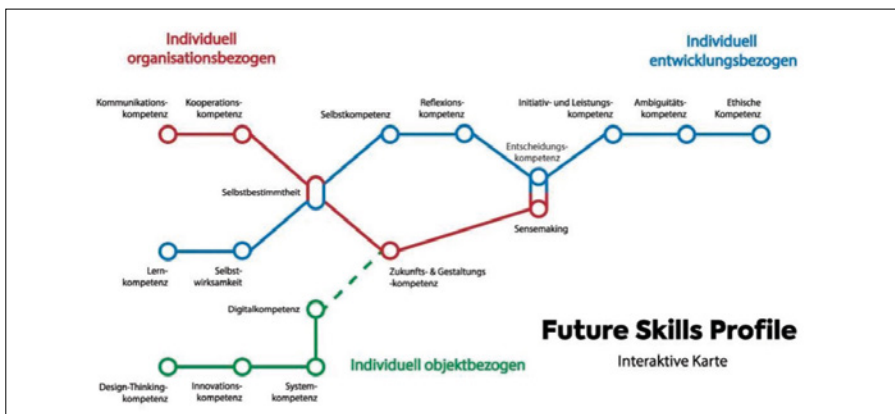 Individuell
organisationsbezogen
Individuell
entwicklungsbezogen
Kommunikations-
kompetenz
Kooperations-
kompetenz
Selbstkompetenz
Reflexions-
kompetenz
Initiativ- und Leistungs-
kompetenz
Ambiguitäts-
kompetenz
Ethische
Kompetenz
Entscheidungs-
kompetenz
Selbstbestimmtheit
Sensemaking
Lern-
kompetenz
Selbst-
wirksamkeit
Zukunfts- & Gestaltungs
-kompetenz
Digitalkompetenz
Future Skills Profile
Interaktive Karte
Individuell objektbezogen
Design-Thinking-
kompetenz
Innovations-
kompetenz
System-
kompetenz